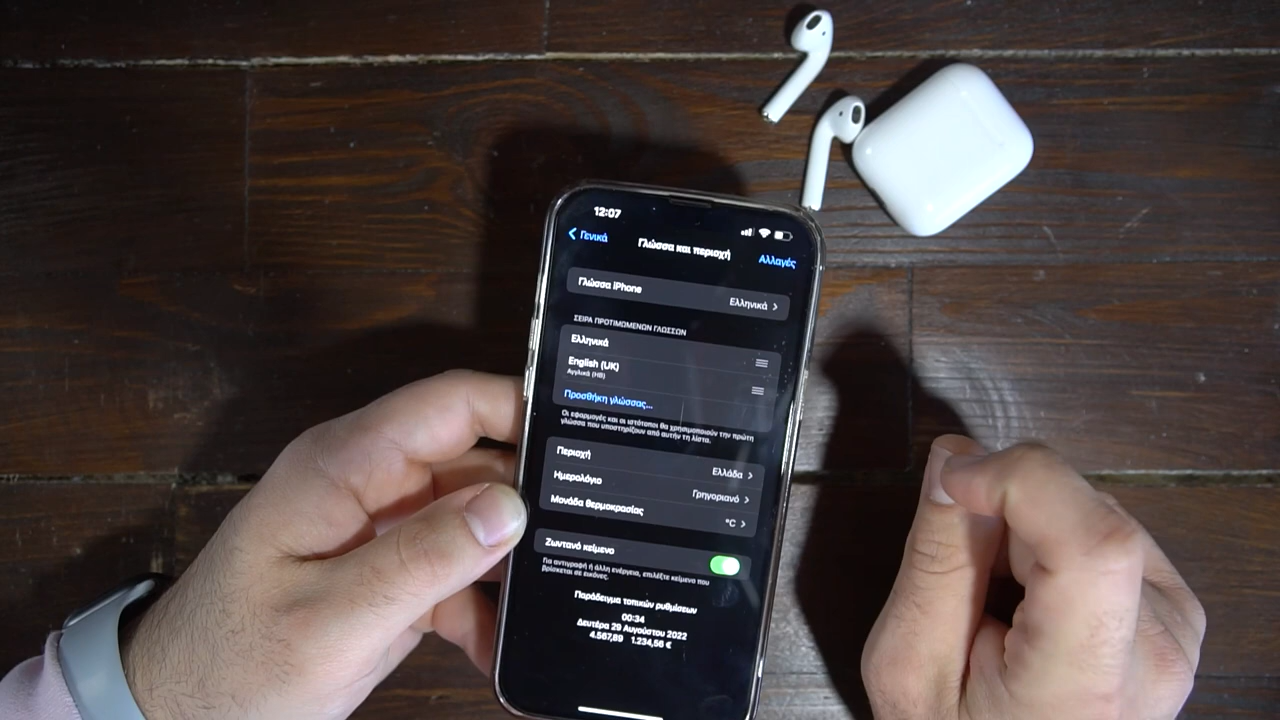 12:07
Γενικά
Γλώσσα και περιοχή
Αλλαγές
Γλώσσα iPhone
Ελληνικά
ΣΕΙΡΑ ΠΡΟΤΙΜΩΜΕΝΩΝ ΓΛΩΣΣΩΝ
Ελληνικά
English (UK)
Αγγλικά (ΗΒ)
Προσθήκη γλώσσας...
Οι εφαρμογές και οι ιστότοποι θα χρησιμοποιούν την πρώτη
γλώσσα που υποστηρίζουν από αυτήν τη λίστα.
Περιοχή
Ελλάδα
Ημερολόγιο
Γρηγοριανό
Μονάδα θερμοκρασίας
°C
Ζωντανό κείμενο
Για αντιγραφή ή άλλη ενέργεια, επιλέξτε κείμενο που
βρίσκεται σε εικόνες.
Παράδειγμα τοπικών ρυθμίσεων
00:34
Δευτέρα 29 Αυγούστου 2022
4.567,89 1.234,56 €